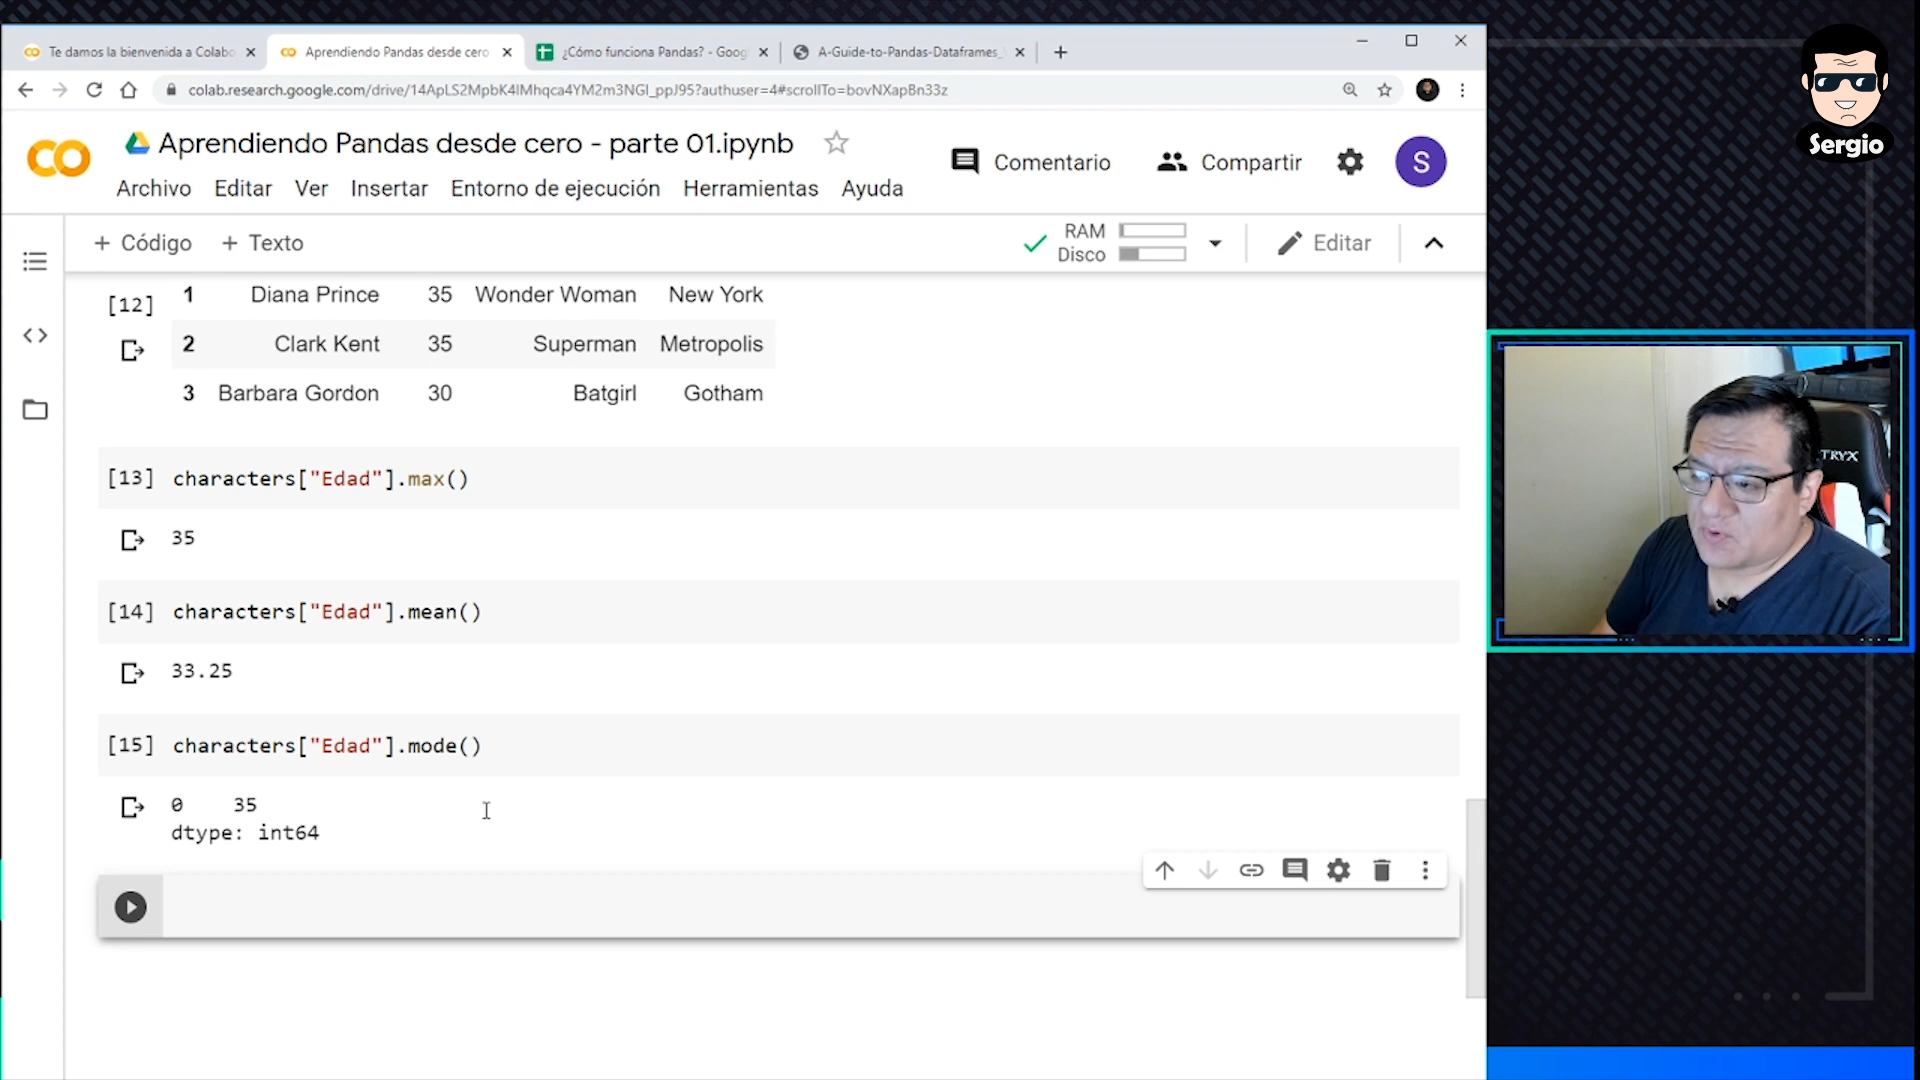 Te damos la bienvenida a Colabo
Aprendiendo Pandas desde cero
¿Cómo funciona Pandas? - Goog
A-Guide-to-Pandas-Dataframes_
colab.research.google.com/drive/14ApLS2MpbK4lMhqca4YM2m3NGl_ppJ95?authuser=4#scrollTo=bovNXapBn33z
Sergio
CO
Aprendiendo Pandas desde cero - parte 01.ipynb
Comentario
Compartir
S
Archivo Editar Ver Insertar Entorno de ejecución Herramientas Ayuda
+ Código + Texto
RAM
Disco
Editar
[12]
1 Diana Prince 35 Wonder Woman New York
2 Clark Kent 35 Superman Metropolis
3 Barbara Gordon 30 Batgirl Gotham
[13] characters["Edad"].max()
35
[14] characters["Edad"].mean()
33.25
[15] characters["Edad"].mode()
0 35
dtype: int64
TRYX